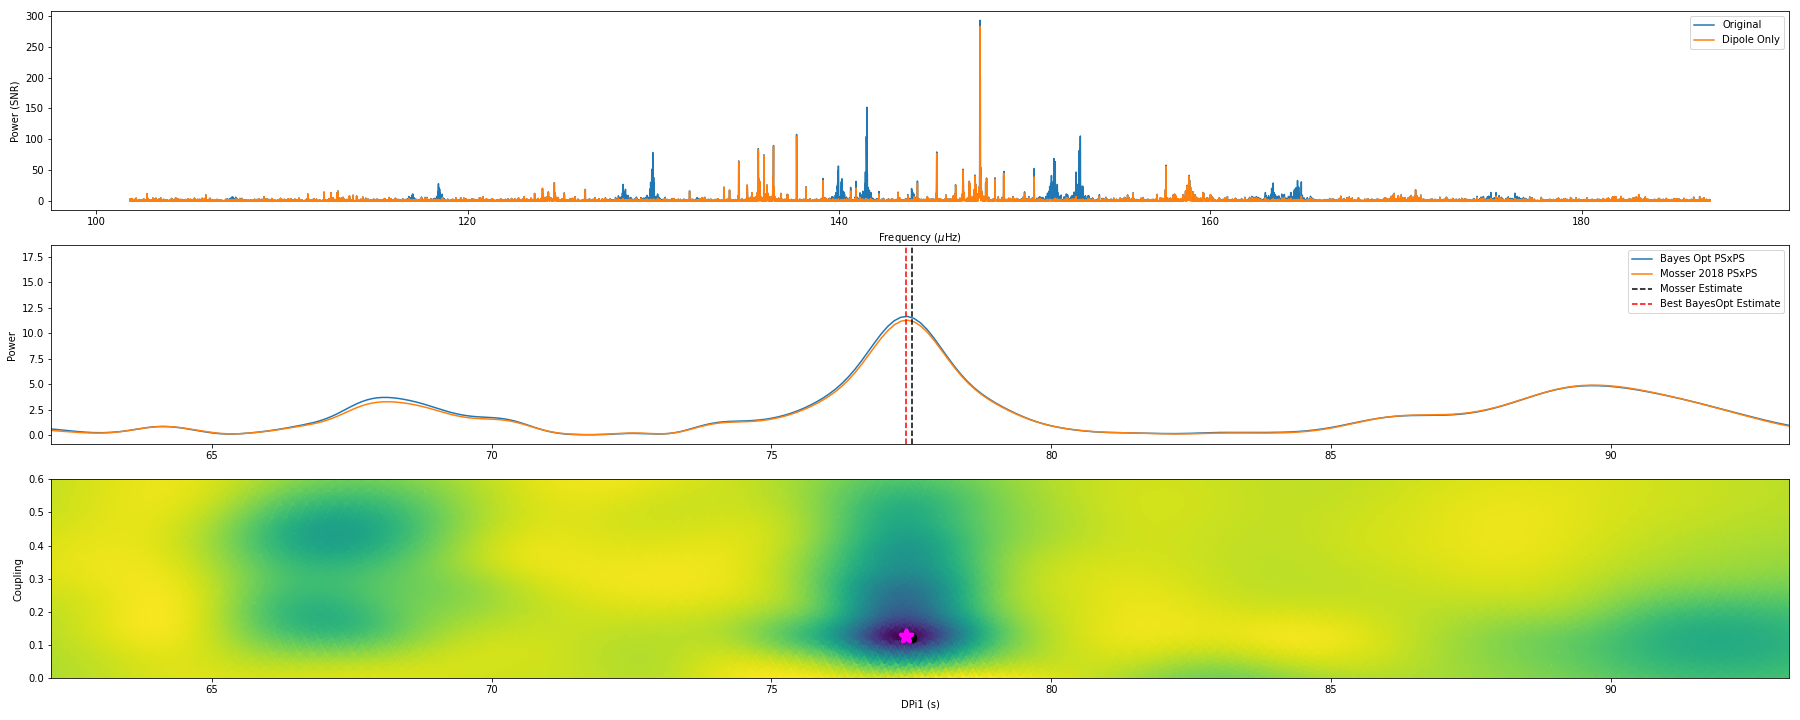 300
250
200
150
100
50
0
Power (SNR)
Original
Dipole Only
100 120 140 160 180
Frequency (μHz)
17.5
15.0
12.5
10.0
7.5
5.0
2.5
0.0
Power
Bayes Opt PSxPS
Mosser 2018 PSxPS
Mosser Estimate
Best BayesOpt Estimate
65 70 75 80 85 90
0.6
0.5
0.4
0.3
0.2
0.1
0.0
Coupling
65 70 75 80 85 90
DPi1 (s)